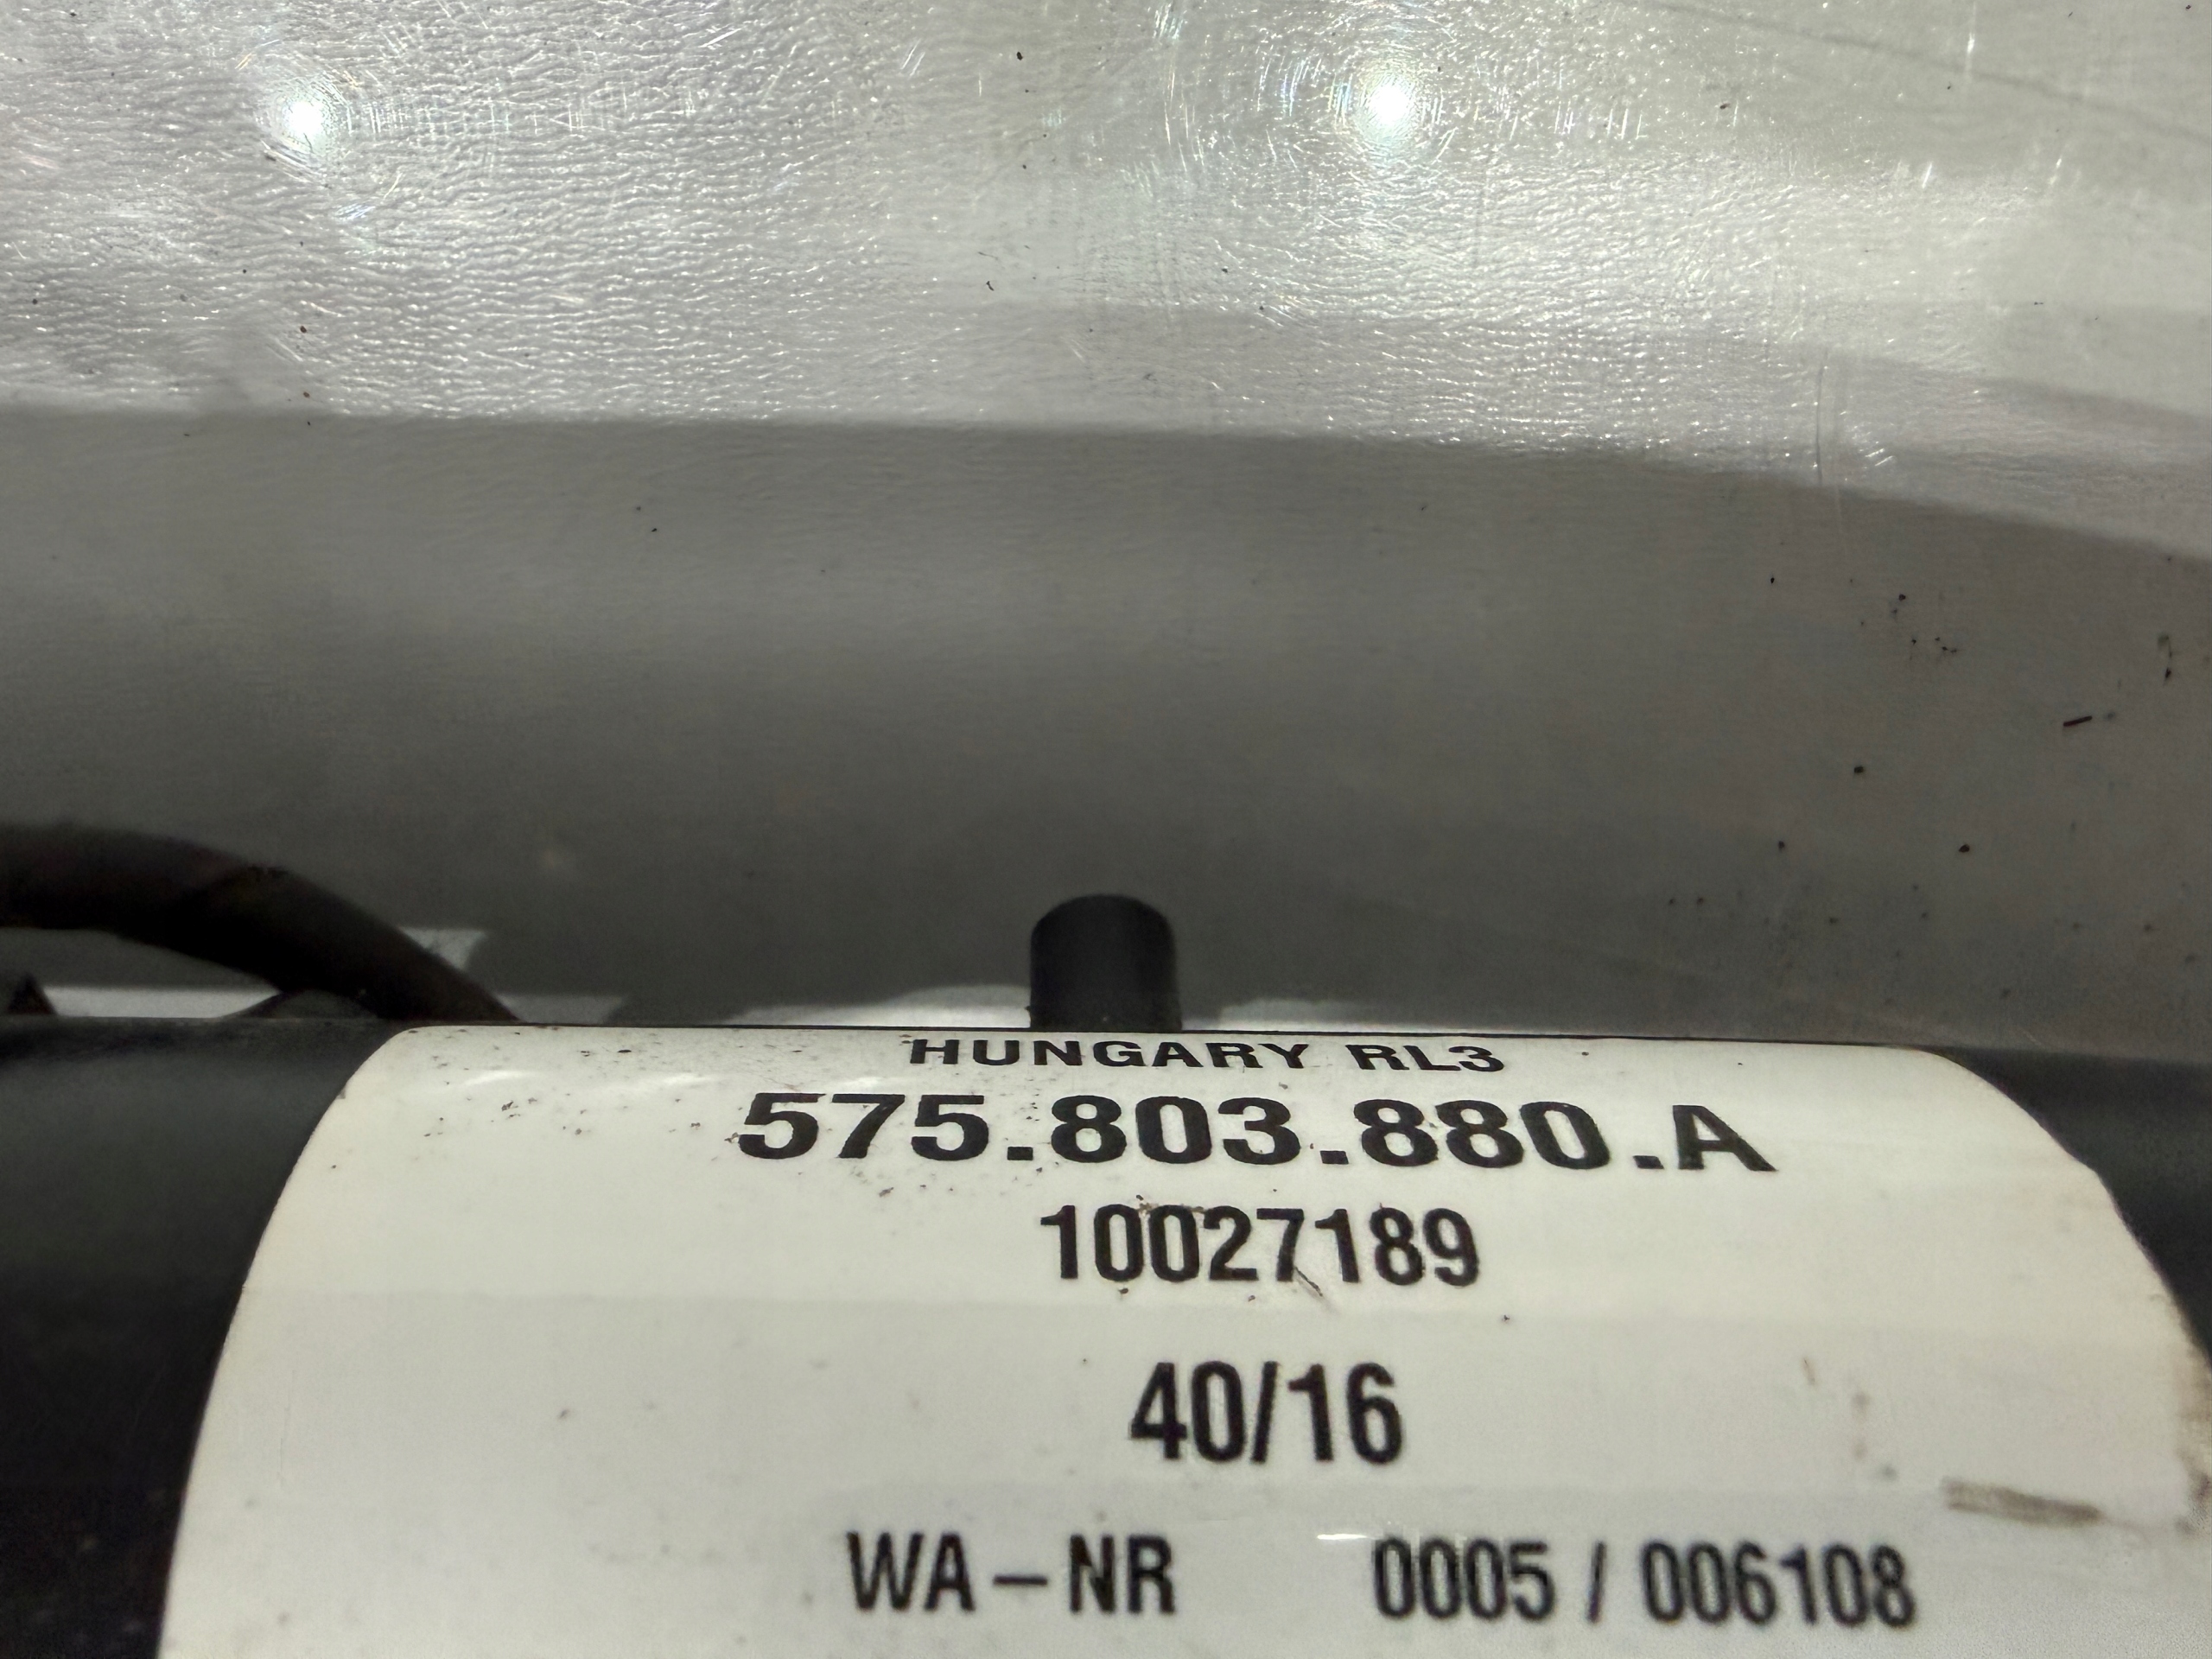 HUNGARY RL3
575.803.880.A
10027189
40/16
WA-NR 0005 / 006108